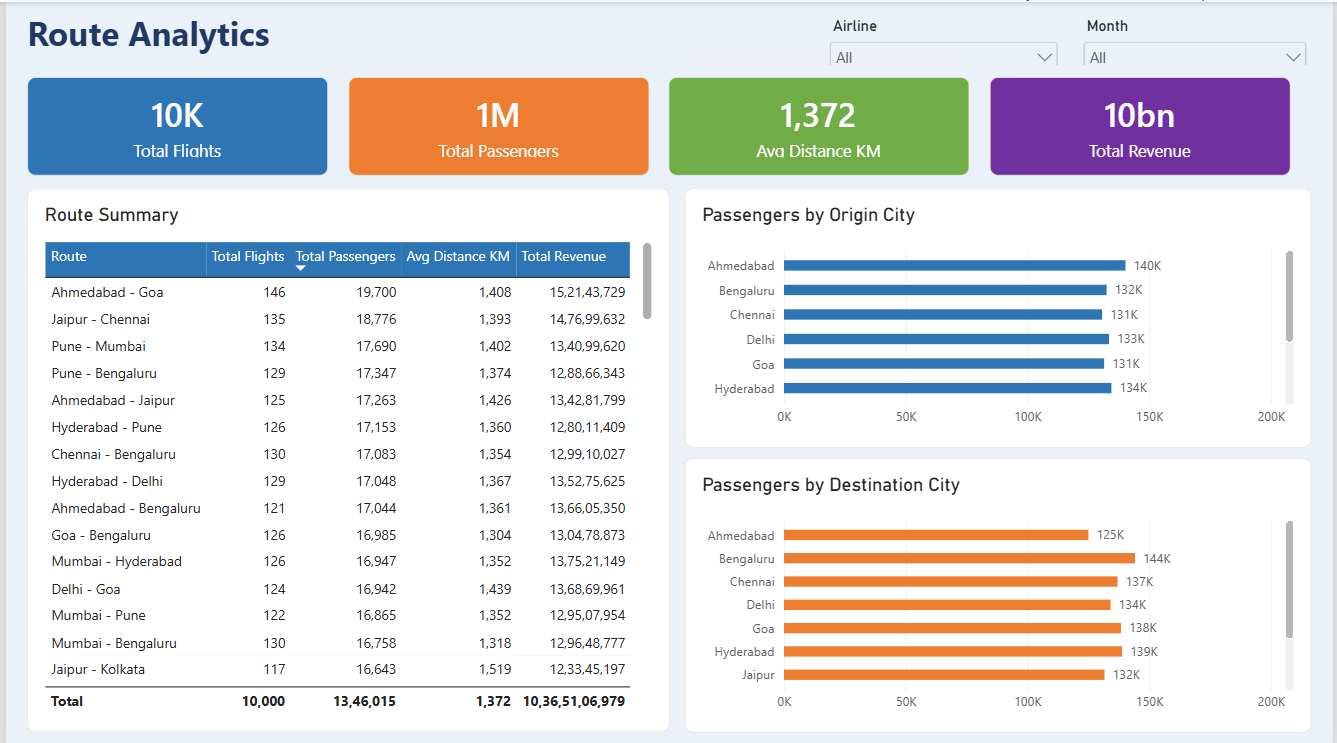 Route Analytics
Airline
Month
All
All
10K
Total Flights
1M
Total Passengers
1,372
Avg Distance KM
10bn
Total Revenue
Route Summary
Route Total Flights Total Passengers Avg Distance KM Total Revenue
Ahmedabad - Goa 146 19,700 1,408 15,21,43,729
Jaipur - Chennai 135 18,776 1,393 14,76,99,632
Pune - Mumbai 134 17,690 1,402 13,40,99,620
Pune - Bengaluru 129 17,347 1,374 12,88,66,343
Ahmedabad - Jaipur 125 17,263 1,426 13,42,81,799
Hyderabad - Pune 126 17,153 1,360 12,80,11,409
Chennai - Bengaluru 130 17,083 1,354 12,99,10,027
Hyderabad - Delhi 129 17,048 1,367 13,52,75,625
Ahmedabad - Bengaluru 121 17,044 1,361 13,66,05,350
Goa - Bengaluru 126 16,985 1,304 13,04,78,873
Mumbai - Hyderabad 126 16,947 1,352 13,75,21,149
Delhi - Goa 124 16,942 1,439 13,68,69,961
Mumbai - Pune 122 16,865 1,352 12,95,07,954
Mumbai - Bengaluru 130 16,758 1,318 12,96,48,777
Jaipur - Kolkata 117 16,643 1,519 12,33,45,197
Total 10,000 13,46,015 1,372 10,36,51,06,979
Passengers by Origin City
Ahmedabad 140K
Bengaluru 132K
Chennai 131K
Delhi 133K
Goa 131K
Hyderabad 134K
0K 50K 100K 150K 200K
Passengers by Destination City
Ahmedabad 125K
Bengaluru 144K
Chennai 137K
Delhi 134K
Goa 138K
Hyderabad 139K
Jaipur 132K
0K 50K 100K 150K 200K